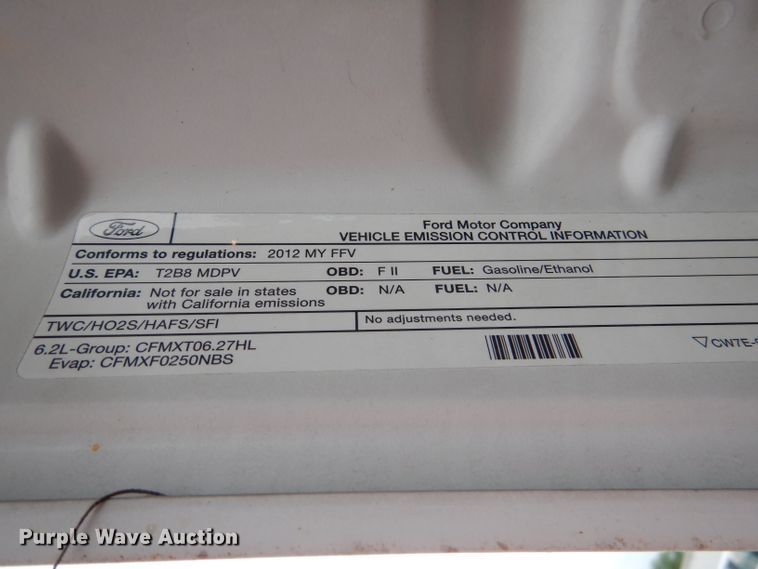 Ford
Ford Motor Company
VEHICLE EMISSION CONTROL INFORMATION
Conforms to regulations: 2012 MY FFV
U.S. EPA: T2B8 MDPV OBD: F II FUEL: Gasoline/Ethanol
California: Not for sale in states with California emissions OBD: N/A FUEL: N/A
TWC/HO2S/HAFS/SFI No adjustments needed.
6.2L-Group: CFMXT06.27HL
Evap: CFMXF0250NBS
CW7E-
Purple Wave Auction